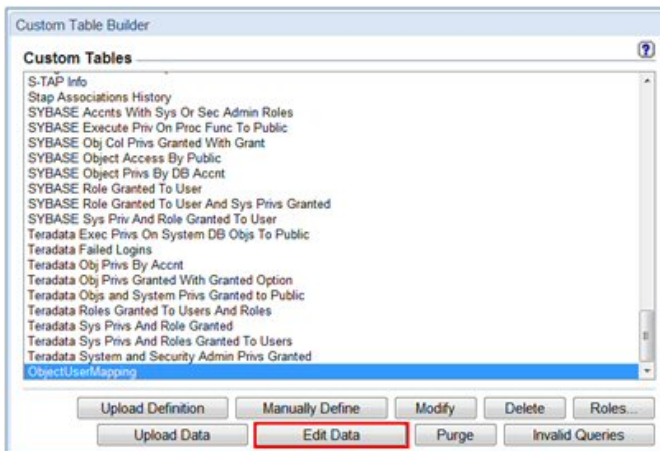 Custom Table Builder
Custom Tables
?
S-TAP Info
Stap Associations History
SYBASE Accnts With Sys Or Sec Admin Roles
SYBASE Execute Priv On Proc Func To Public
SYBASE Obj Col Privs Granted With Grant
SYBASE Object Access By Public
SYBASE Object Privs By DB Accnt
SYBASE Role Granted To User
SYBASE Role Granted To User And Sys Privs Granted
SYBASE Sys Priv And Role Granted To User
Teradata Exec Privs On System DB Objs To Public
Teradata Failed Logins
Teradata Obj Privs By Accnt
Teradata Obj Privs Granted With Granted Option
Teradata Objs and System Privs Granted to Public
Teradata Roles Granted To Users And Roles
Teradata Sys Privs And Role Granted
Teradata Sys Privs And Roles Granted To Users
Teradata System and Security Admin Privs Granted
ObjectUserMapping
Upload Definition Manually Define Modify Delete Roles...
Upload Data Edit Data Purge Invalid Queries